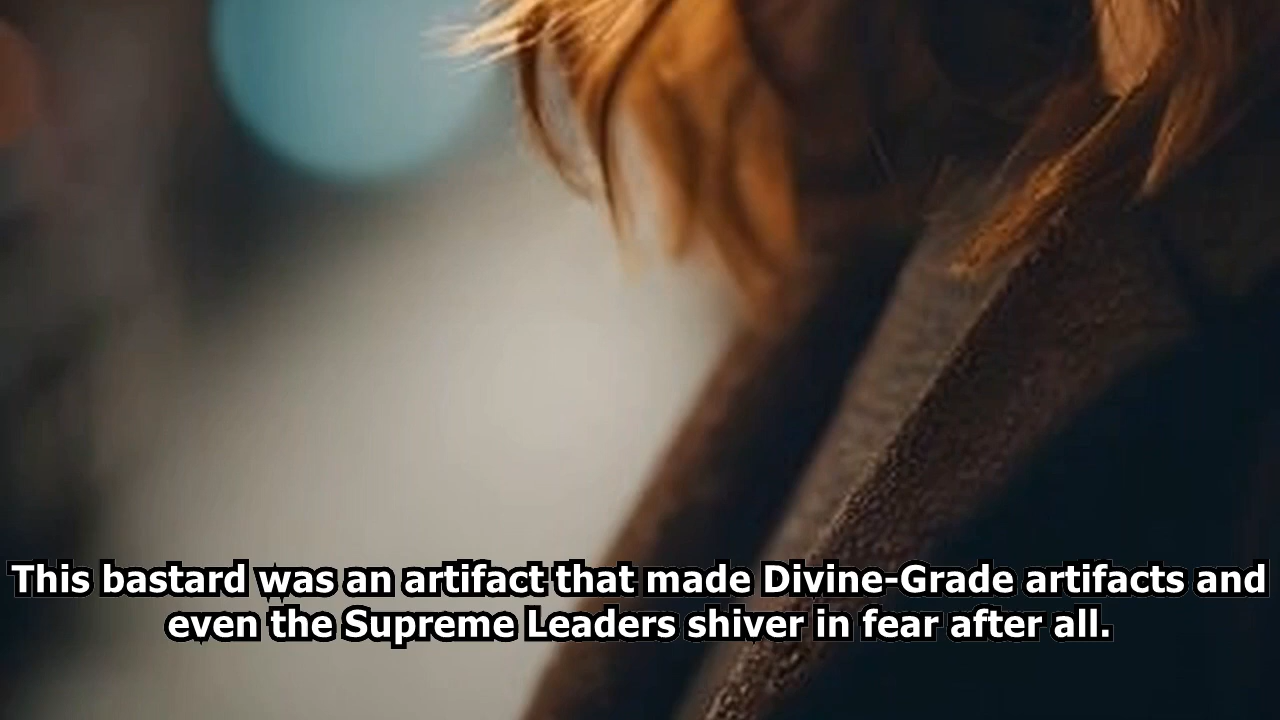 This bastard was an artifact that made Divine-Grade artifacts and
even the Supreme Leaders shiver in fear after all.